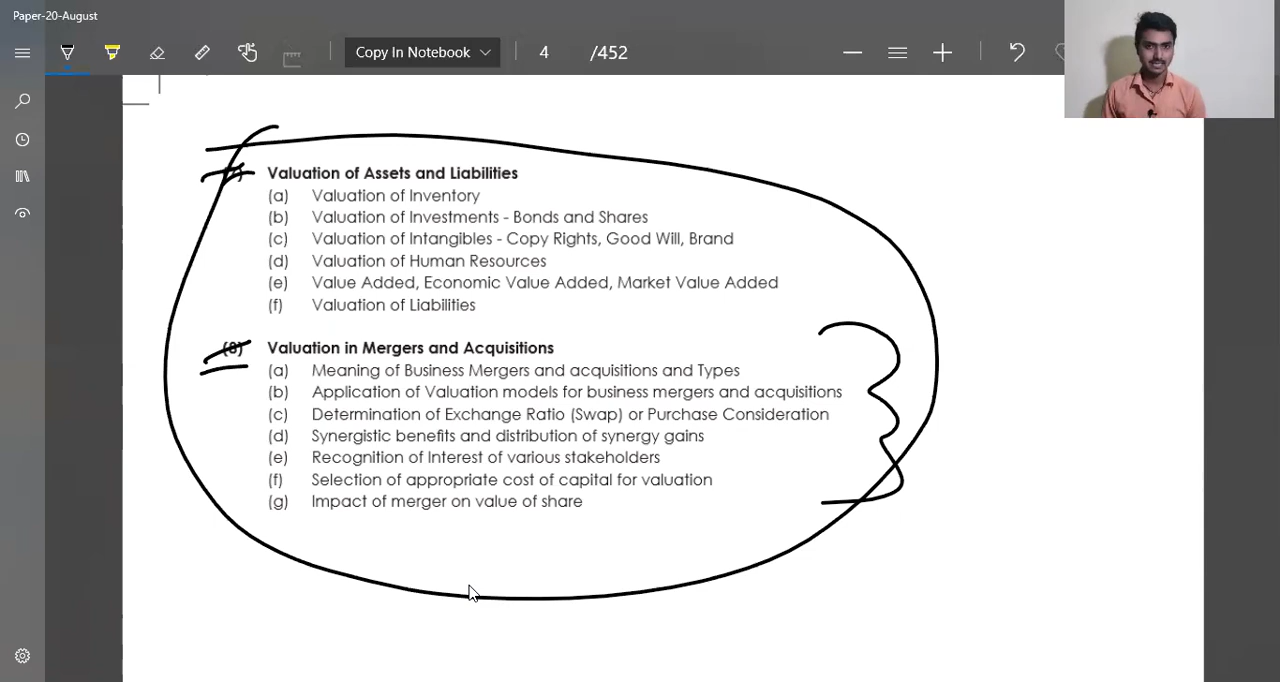 Paper-20-August
Copy In Notebook 4 /452
Valuation of Assets and Liabilities
(a) Valuation of Inventory
(b) Valuation of Investments - Bonds and Shares
(c) Valuation of Intangibles - Copy Rights, Good Will, Brand
(d) Valuation of Human Resources
(e) Value Added, Economic Value Added, Market Value Added
(f) Valuation of Liabilities
(8) Valuation in Mergers and Acquisitions
(a) Meaning of Business Mergers and acquisitions and Types
(b) Application of Valuation models for business mergers and acquisitions
(c) Determination of Exchange Ratio (Swap) or Purchase Consideration
(d) Synergistic benefits and distribution of synergy gains
(e) Recognition of Interest of various stakeholders
(f) Selection of appropriate cost of capital for valuation
(g) Impact of merger on value of share